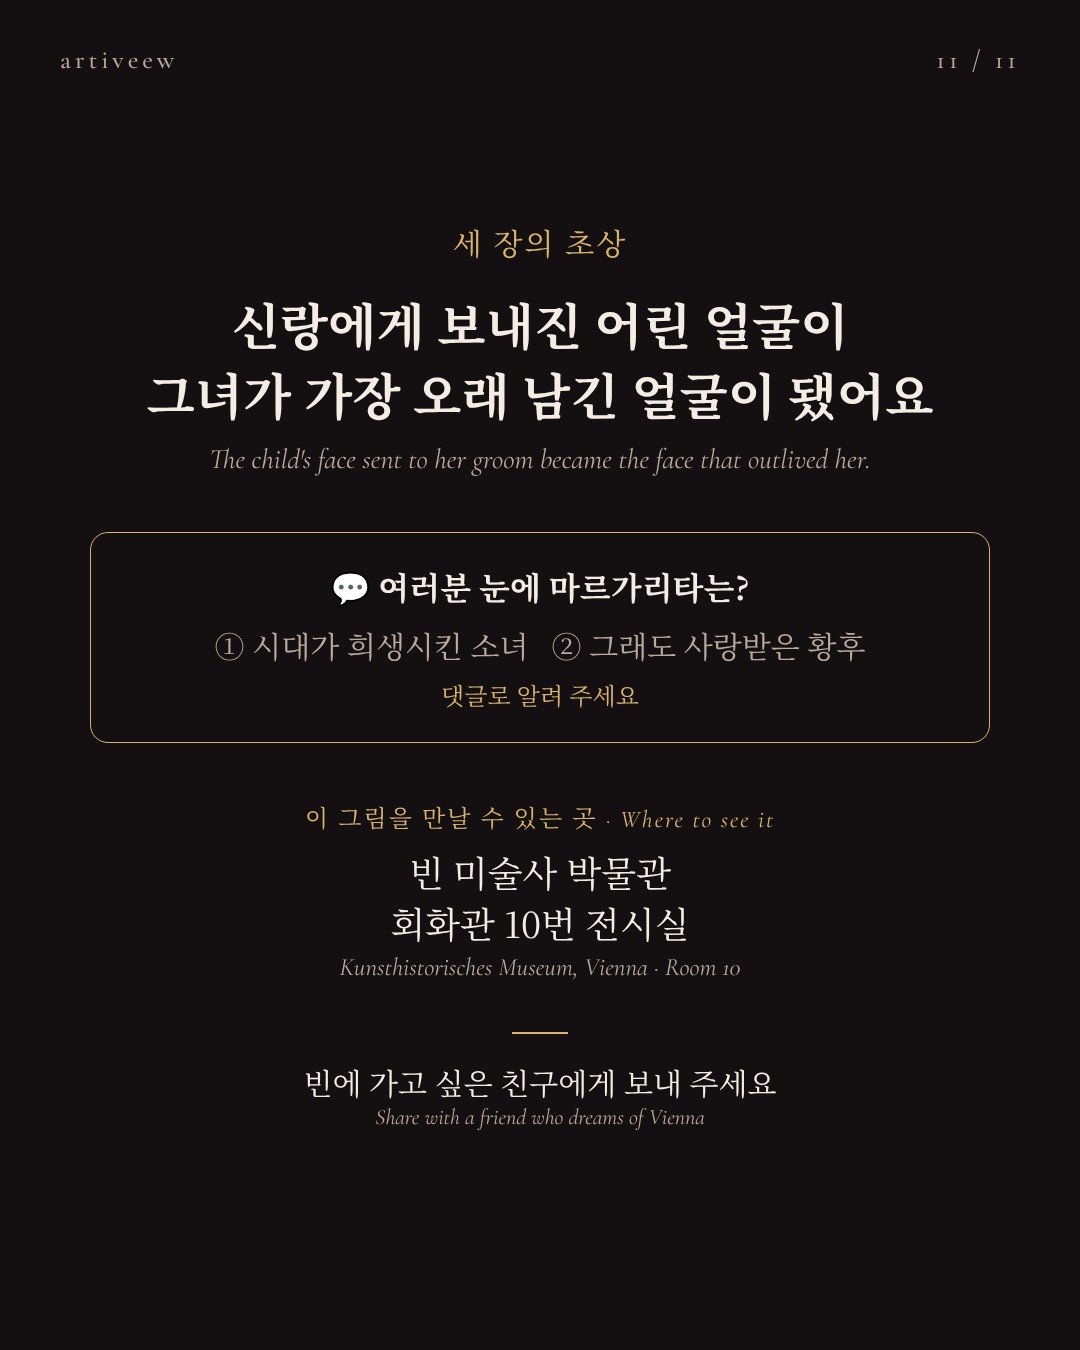 artiveew
11 / 11
세 장의 초상
신랑에게 보내진 어린 얼굴이
그녀가 가장 오래 남긴 얼굴이 됐어요
The child's face sent to her groom became the face that outlived her.
💬 여러분 눈에 마르가리타는?
① 시대가 희생시킨 소녀 ② 그래도 사랑받은 황후
댓글로 알려 주세요
이 그림을 만날 수 있는 곳 · Where to see it
빈 미술사 박물관
회화관 10번 전시실
Kunsthistorisches Museum, Vienna · Room 10
빈에 가고 싶은 친구에게 보내 주세요
Share with a friend who dreams of Vienna